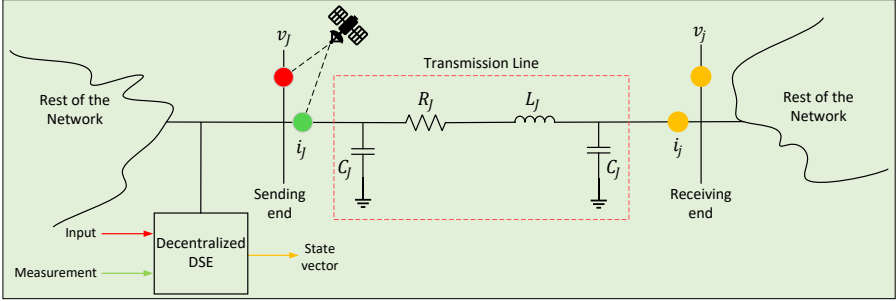 v_J
Transmission Line
v_j
Rest of the
Network
R_J
L_J
Rest of the
Network
i_J
C_J
C_J
i_j
Sending
end
Receiving
end
Input
Decentralized
DSE
State
vector
Measurement